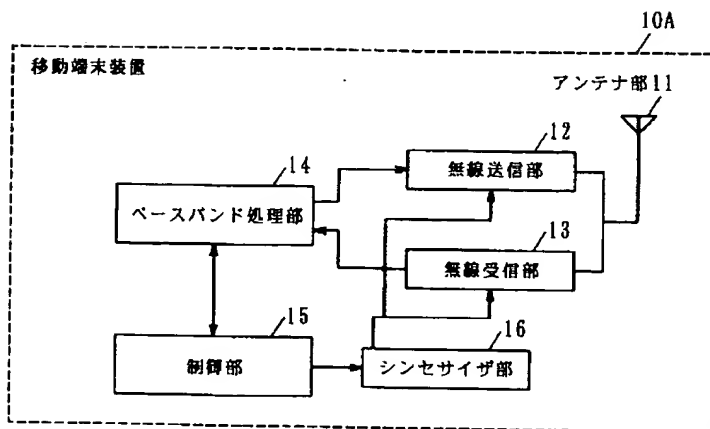 10A
移動端末装置
アンテナ部11
12
無線送信部
14
ベースバンド処理部
13
無線受信部
15
制御部
16
シンセサイザ部